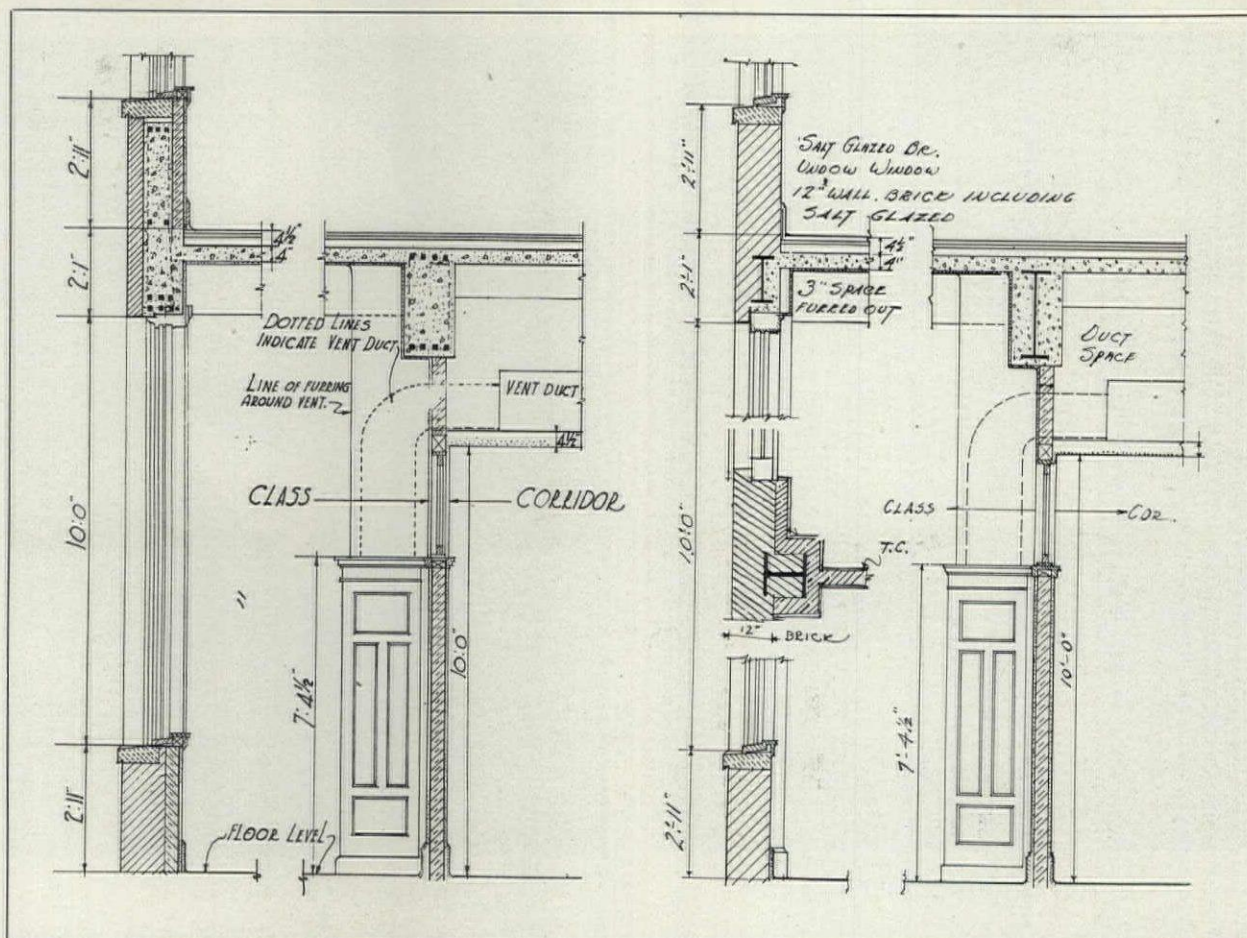 2'-11"
2'-1"
4½"
4"
DOTTED LINES
INDICATE VENT DUCT
LINE OF FURRING
AROUND VENT.
VENT DUCT
4½"
CLASS
CORRIDOR
10'-0"
"
7'-4½"
10'-0"
2'-11"
FLOOR LEVEL
2'-11"
SALT GLAZED BR.
UNDOW WINDOW
12" WALL. BRICK INCLUDING
SALT GLAZED
2'-1"
4½"
4"
3" SPACE
FURRED OUT
DUCT
SPACE
CLASS
COR.
T.C.
10'-0"
12"
BRICK
7'-4½"
10'-0"
2'-11"